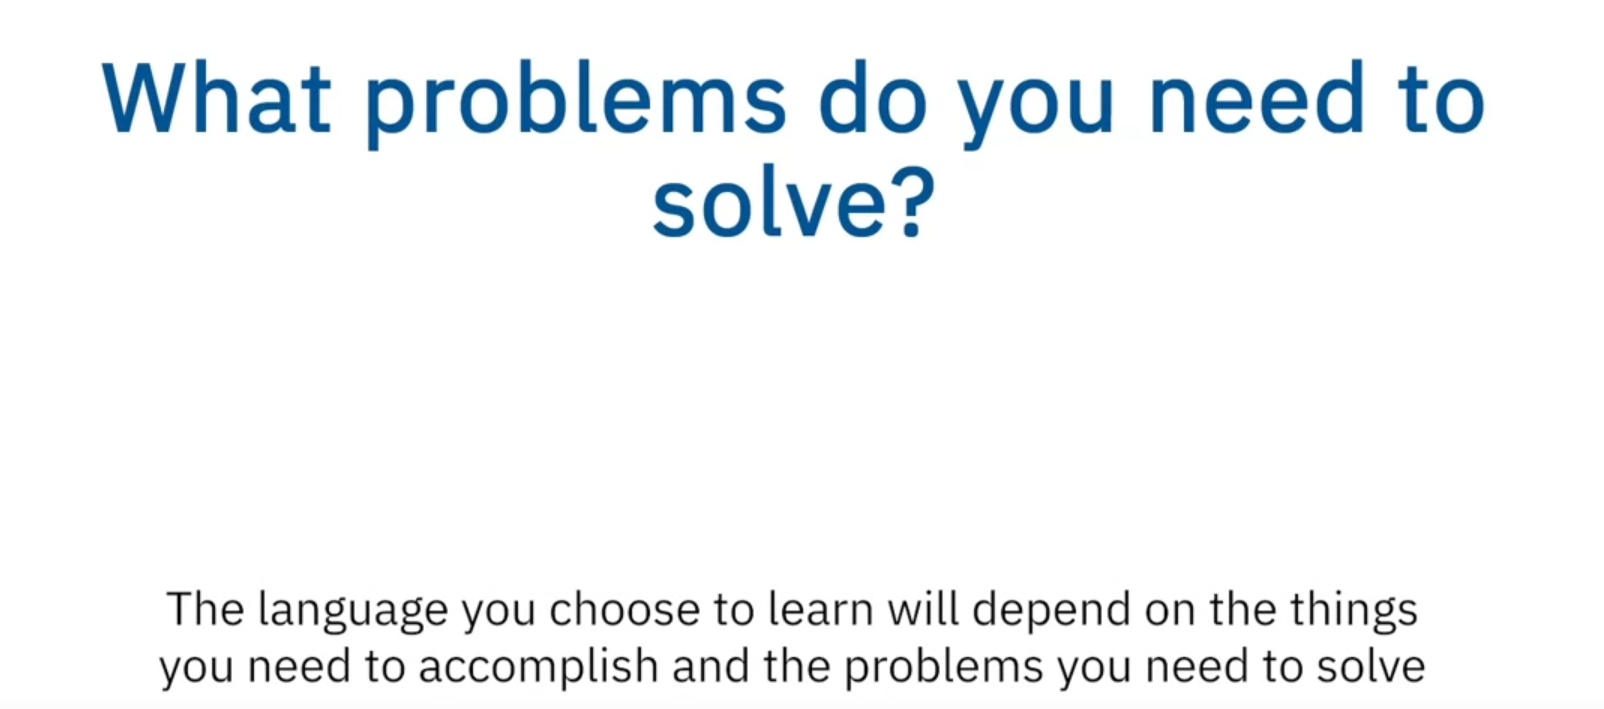 What problems do you need to
solve?
The language you choose to learn will depend on the things
you need to accomplish and the problems you need to solve